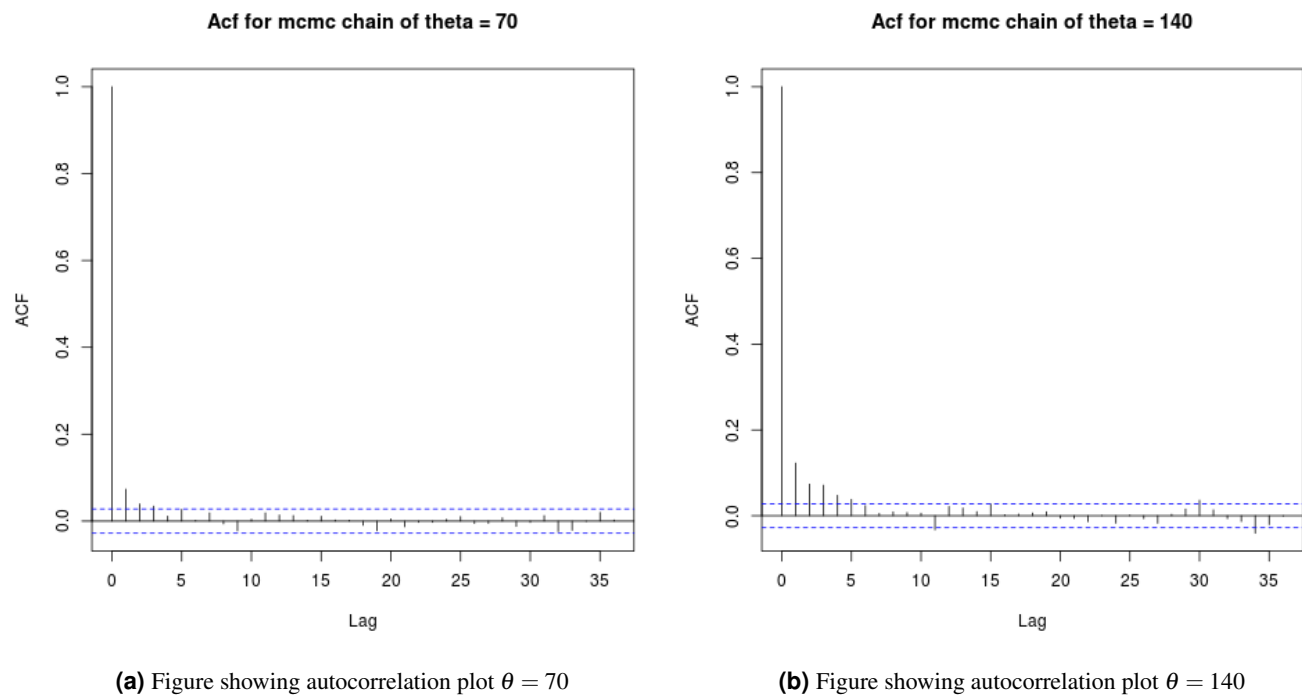 Acf for mcmc chain of theta = 70
1.0
0.8
0.6
0.4
0.2
0.0
ACF
0 5 10 15 20 25 30 35
Lag
(a) Figure showing autocorrelation plot θ = 70
Acf for mcmc chain of theta = 140
1.0
0.8
0.6
0.4
0.2
0.0
ACF
0 5 10 15 20 25 30 35
Lag
(b) Figure showing autocorrelation plot θ = 140